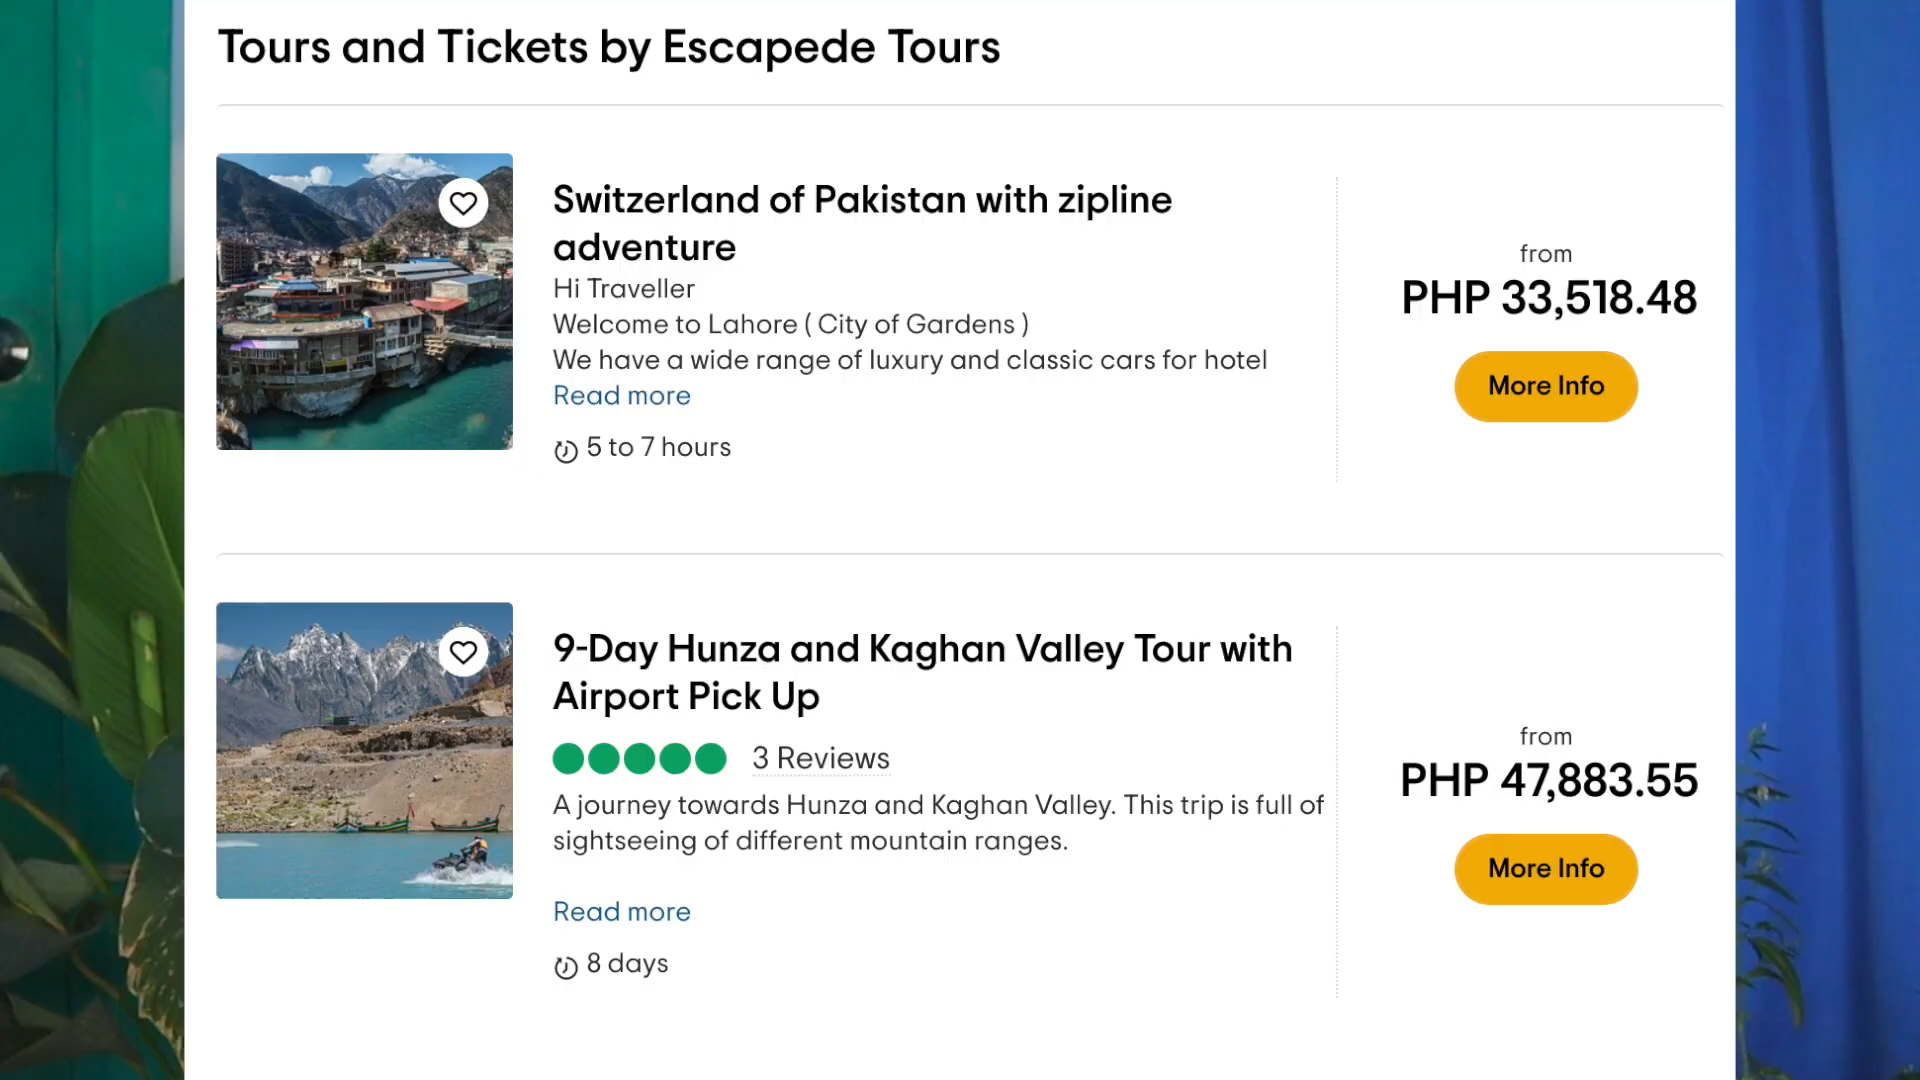 Tours and Tickets by Escapede Tours
Switzerland of Pakistan with zipline
adventure
Hi Traveller
Welcome to Lahore ( City of Gardens )
We have a wide range of luxury and classic cars for hotel
Read more
5 to 7 hours
from
PHP 33,518.48
More Info
9-Day Hunza and Kaghan Valley Tour with
Airport Pick Up
3 Reviews
A journey towards Hunza and Kaghan Valley. This trip is full of
sightseeing of different mountain ranges.
Read more
8 days
from
PHP 47,883.55
More Info